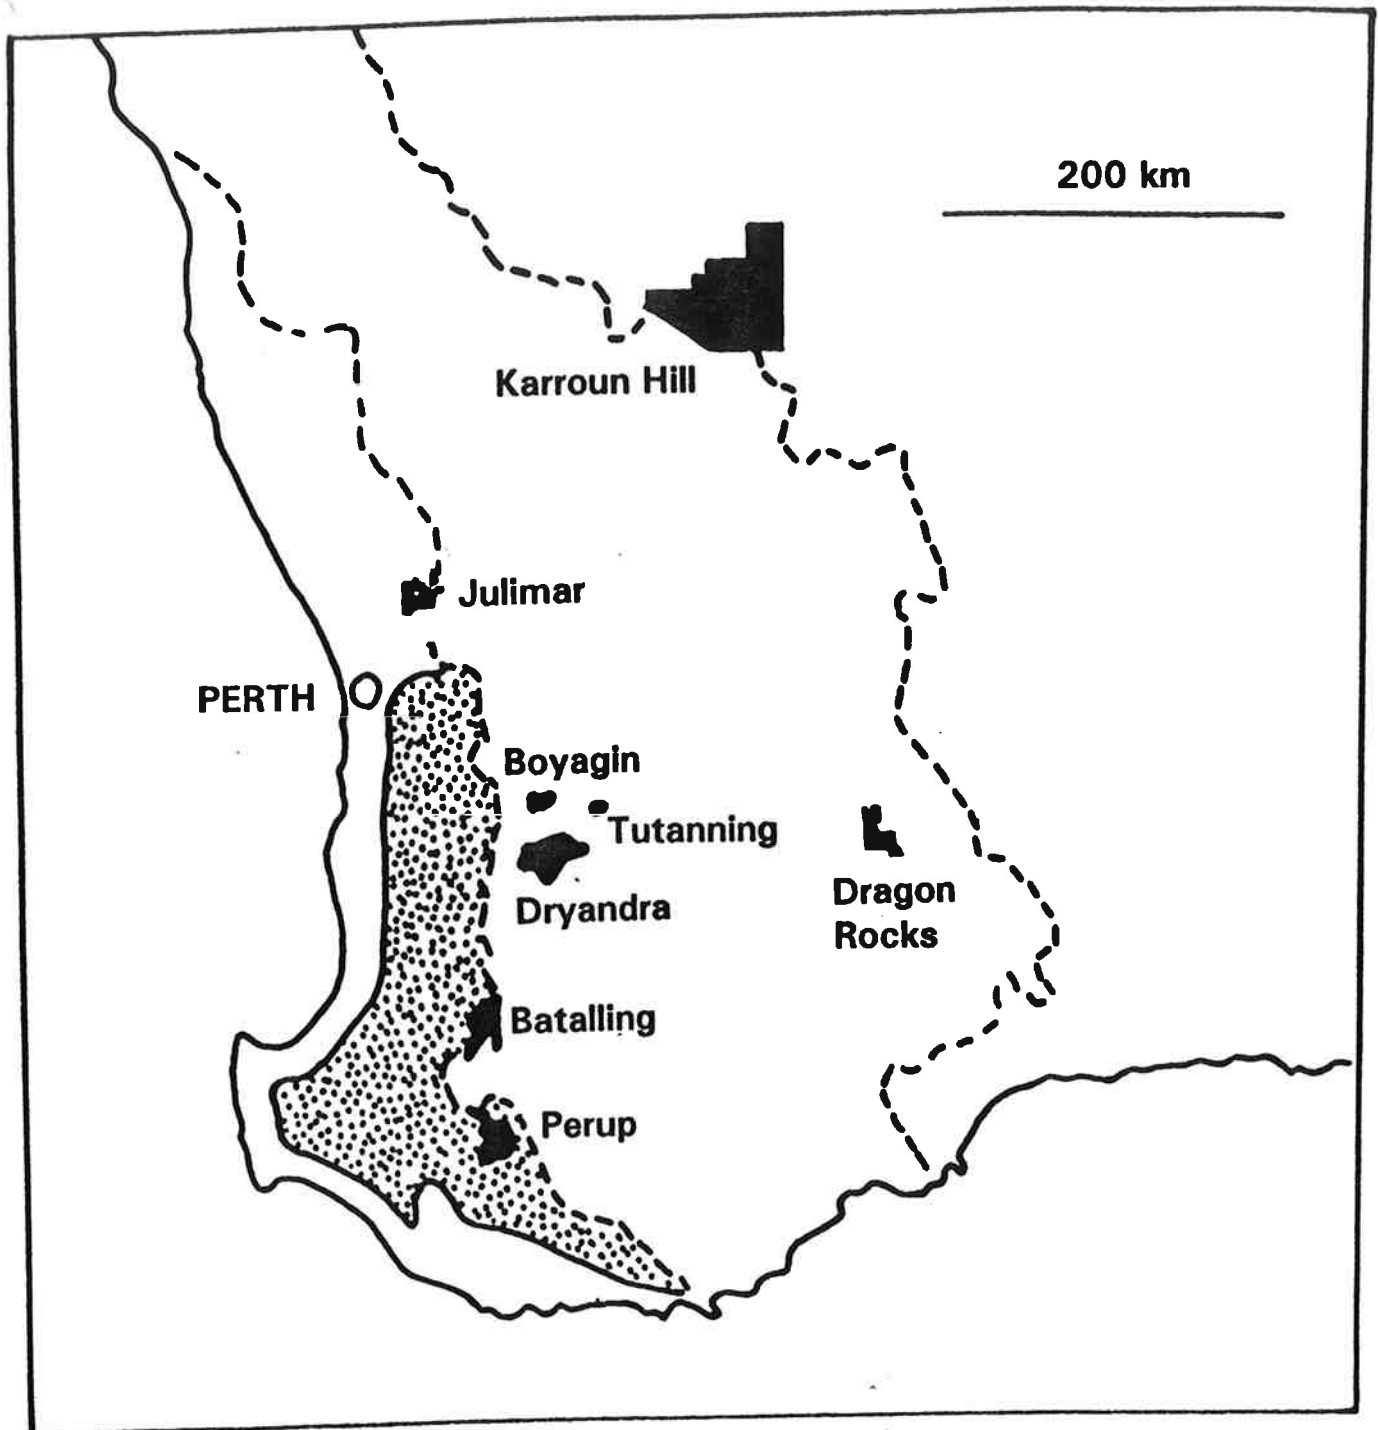 200 km
Karroun Hill
Julimar
PERTH
Boyagin
Tutanning
Dryandra
Dragon
Rocks
Batalling
Perup